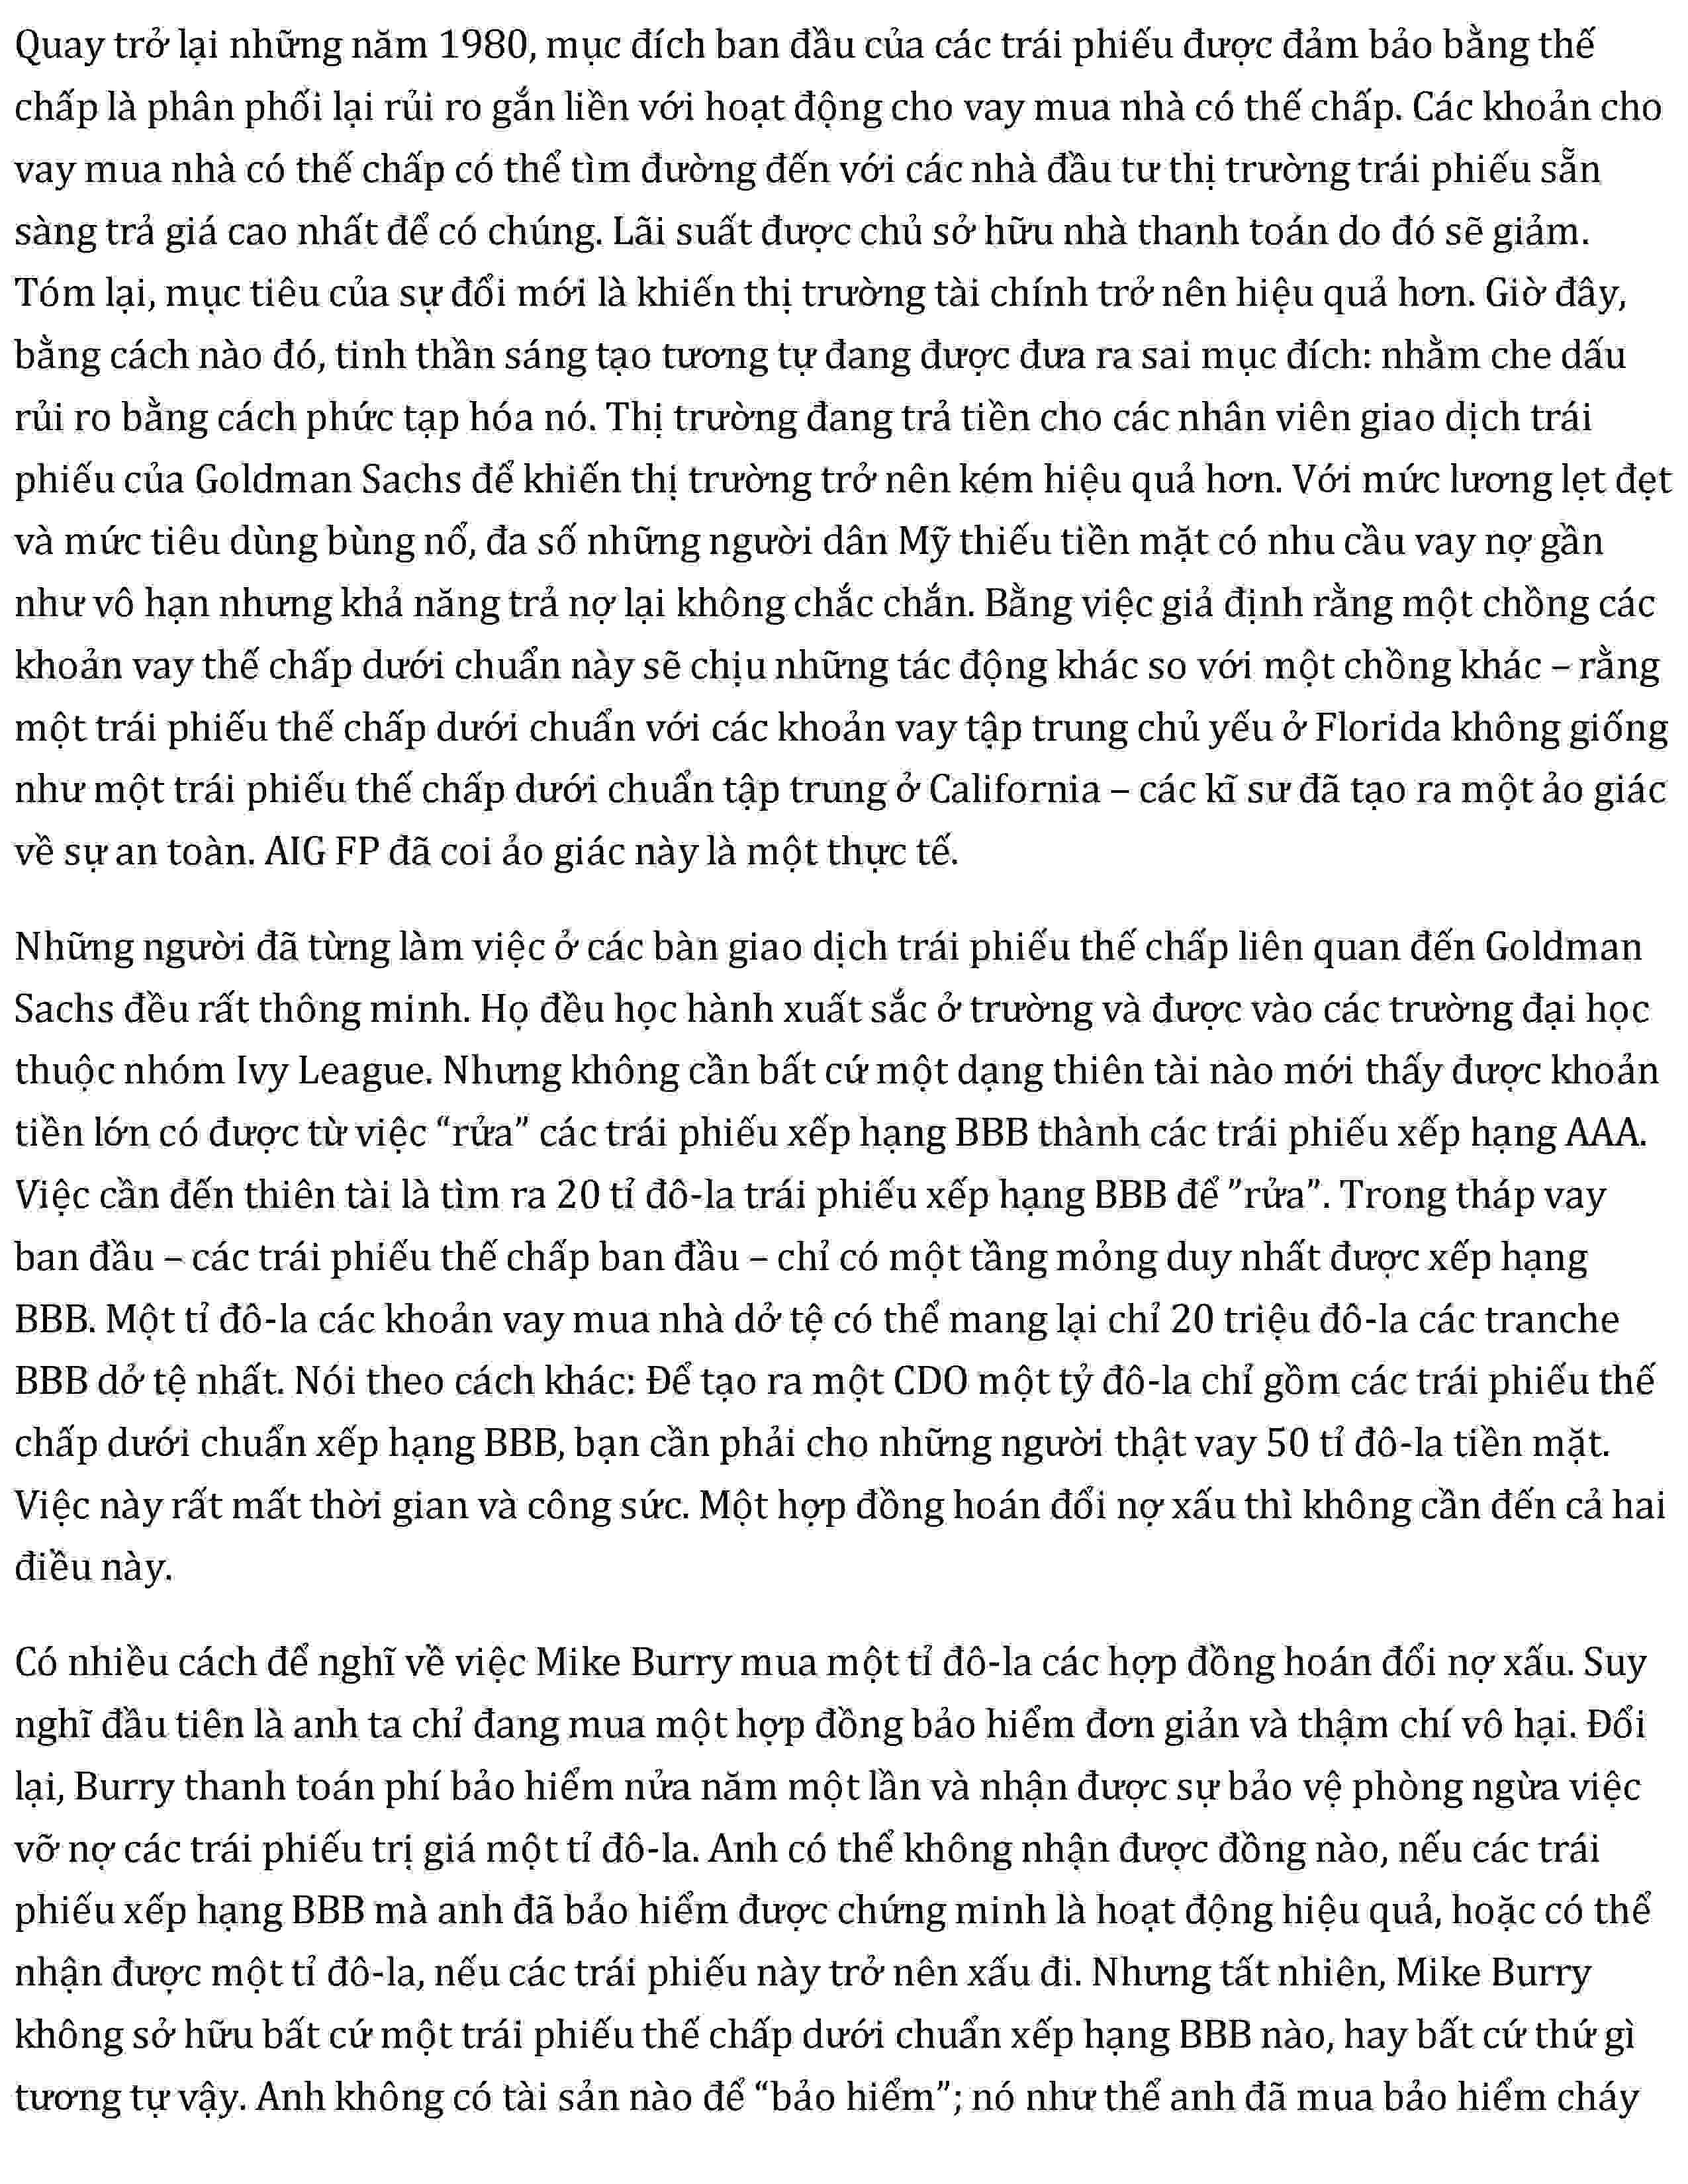 Quay trở lại những năm 1980, mục đích ban đầu của các trái phiếu được đảm bảo bằng thế
chấp là phân phối lại rủi ro gắn liền với hoạt động cho vay mua nhà có thế chấp. Các khoản cho
vay mua nhà có thế chấp có thể tìm đường đến với các nhà đầu tư thị trường trái phiếu sẵn
sàng trả giá cao nhất để có chúng. Lãi suất được chủ sở hữu nhà thanh toán do đó sẽ giảm.
Tóm lại, mục tiêu của sự đổi mới là khiến thị trường tài chính trở nên hiệu quả hơn. Giờ đây,
bằng cách nào đó, tinh thần sáng tạo tương tự đang được đưa ra sai mục đích: nhằm che dấu
rủi ro bằng cách phức tạp hóa nó. Thị trường đang trả tiền cho các nhân viên giao dịch trái
phiếu của Goldman Sachs để khiến thị trường trở nên kém hiệu quả hơn. Với mức lương lẹt đẹt
và mức tiêu dùng bùng nổ, đa số những người dân Mỹ thiếu tiền mặt có nhu cầu vay nợ gần
như vô hạn nhưng khả năng trả nợ lại không chắc chắn. Bằng việc giả định rằng một chồng các
khoản vay thế chấp dưới chuẩn này sẽ chịu những tác động khác so với một chồng khác – rằng
một trái phiếu thế chấp dưới chuẩn với các khoản vay tập trung chủ yếu ở Florida không giống
như một trái phiếu thế chấp dưới chuẩn tập trung ở California – các kĩ sư đã tạo ra một ảo giác
về sự an toàn. AIG FP đã coi ảo giác này là một thực tế.
Những người đã từng làm việc ở các bàn giao dịch trái phiếu thế chấp liên quan đến Goldman
Sachs đều rất thông minh. Họ đều học hành xuất sắc ở trường và được vào các trường đại học
thuộc nhóm Ivy League. Nhưng không cần bất cứ một dạng thiên tài nào mới thấy được khoản
tiền lớn có được từ việc “rửa” các trái phiếu xếp hạng BBB thành các trái phiếu xếp hạng AAA.
Việc cần đến thiên tài là tìm ra 20 tỉ đô-la trái phiếu xếp hạng BBB để ”rửa”. Trong tháp vay
ban đầu – các trái phiếu thế chấp ban đầu – chỉ có một tầng mỏng duy nhất được xếp hạng
BBB. Một tỉ đô-la các khoản vay mua nhà dở tệ có thể mang lại chỉ 20 triệu đô-la các tranche
BBB dở tệ nhất. Nói theo cách khác: Để tạo ra một CDO một tỷ đô-la chỉ gồm các trái phiếu thế
chấp dưới chuẩn xếp hạng BBB, bạn cần phải cho những người thật vay 50 tỉ đô-la tiền mặt.
Việc này rất mất thời gian và công sức. Một hợp đồng hoán đổi nợ xấu thì không cần đến cả hai
điều này.
Có nhiều cách để nghĩ về việc Mike Burry mua một tỉ đô-la các hợp đồng hoán đổi nợ xấu. Suy
nghĩ đầu tiên là anh ta chỉ đang mua một hợp đồng bảo hiểm đơn giản và thậm chí vô hại. Đổi
lại, Burry thanh toán phí bảo hiểm nửa năm một lần và nhận được sự bảo vệ phòng ngừa việc
vỡ nợ các trái phiếu trị giá một tỉ đô-la. Anh có thể không nhận được đồng nào, nếu các trái
phiếu xếp hạng BBB mà anh đã bảo hiểm được chứng minh là hoạt động hiệu quả, hoặc có thể
nhận được một tỉ đô-la, nếu các trái phiếu này trở nên xấu đi. Nhưng tất nhiên, Mike Burry
không sở hữu bất cứ một trái phiếu thế chấp dưới chuẩn xếp hạng BBB nào, hay bất cứ thứ gì
tương tự vậy. Anh không có tài sản nào để “bảo hiểm”; nó như thể anh đã mua bảo hiểm cháy